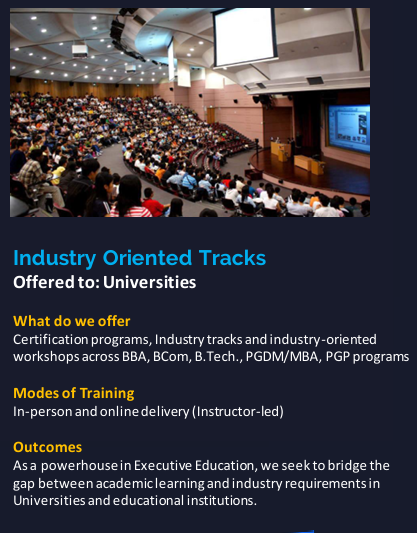 Industry Oriented Tracks
Offered to: Universities
What do we offer
Certification programs, Industry tracks and industry-oriented
workshops across BBA, BCom, B.Tech., PGDM/MBA, PGP programs
Modes of Training
In-person and online delivery (Instructor-led)
Outcomes
As a powerhouse in Executive Education, we seek to bridge the
gap between academic learning and industry requirements in
Universities and educational institutions.